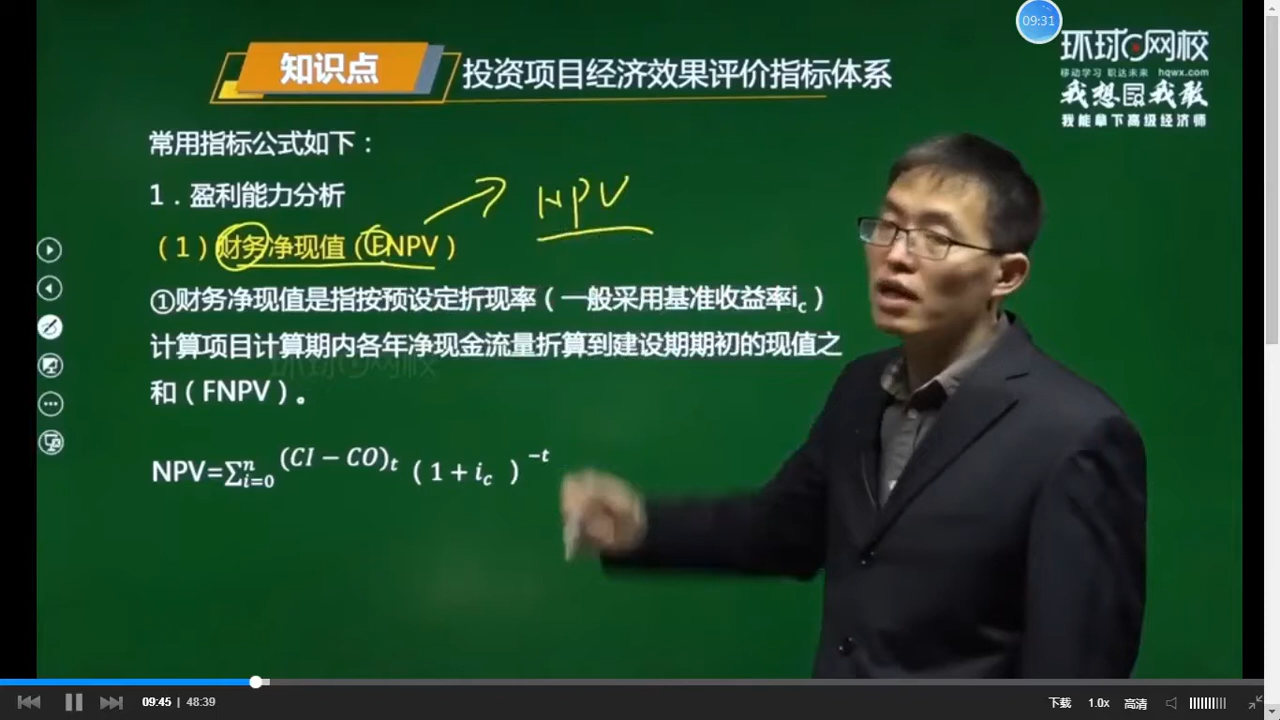 09:31
环球网校
移动学习 职达未来 hqwx.com
我想我敢
我能拿下高级经济师
知识点 投资项目经济效果评价指标体系
常用指标公式如下：
1．盈利能力分析
NPV
（1）财务净现值（FNPV）
①财务净现值是指按预设定折现率（一般采用基准收益率i_c）
计算项目计算期内各年净现金流量折算到建设期期初的现值之
和（FNPV）。
环球网校
NPV=∑ⁿᵢ₌₀ (CI − CO)ₜ （1 + i_c ）⁻ᵗ
09:45 | 48:39 下载 1.0x 高清